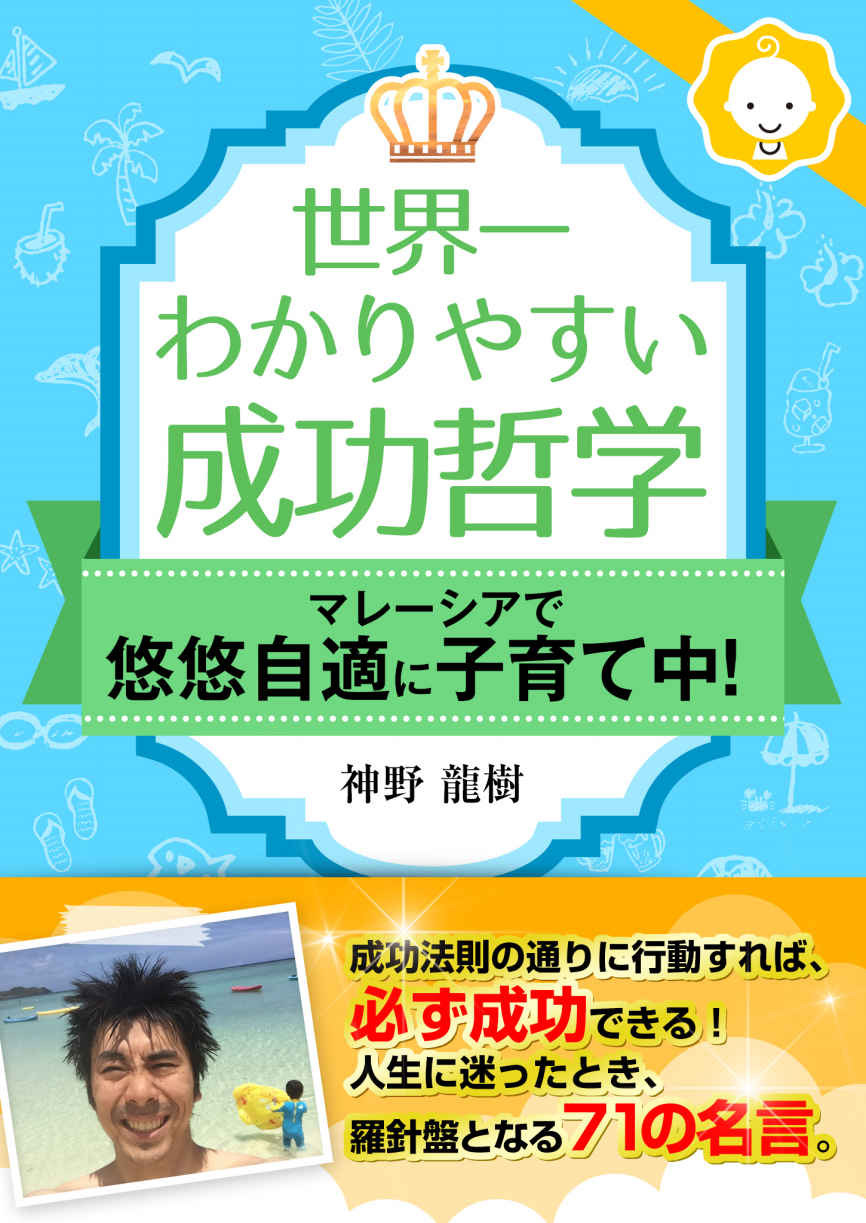 世界一
わかりやすい
成功哲学
マレーシアで
悠悠自適に子育て中!
神野 龍樹
成功法則の通りに行動すれば、
必ず成功できる！
人生に迷ったとき、
羅針盤となる71の名言。